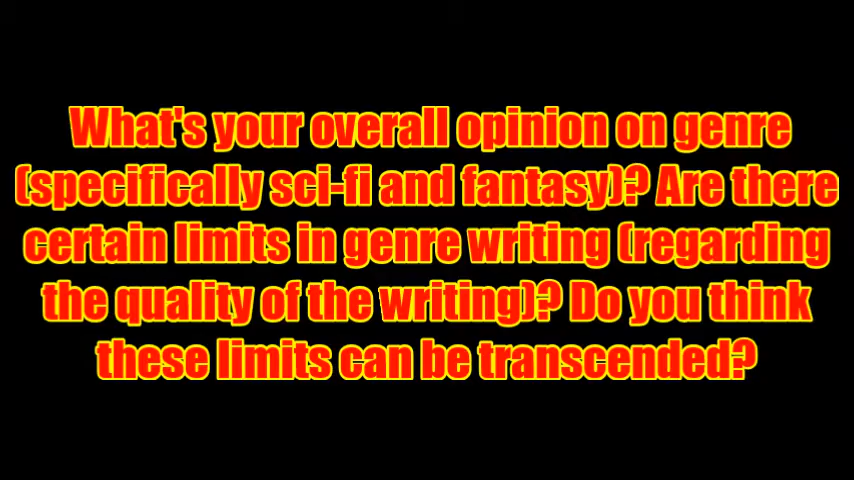 What's your overall opinion on genre
(specifically sci-fi and fantasy)? Are there
certain limits in genre writing (regarding
the quality of the writing)? Do you think
these limits can be transcended?